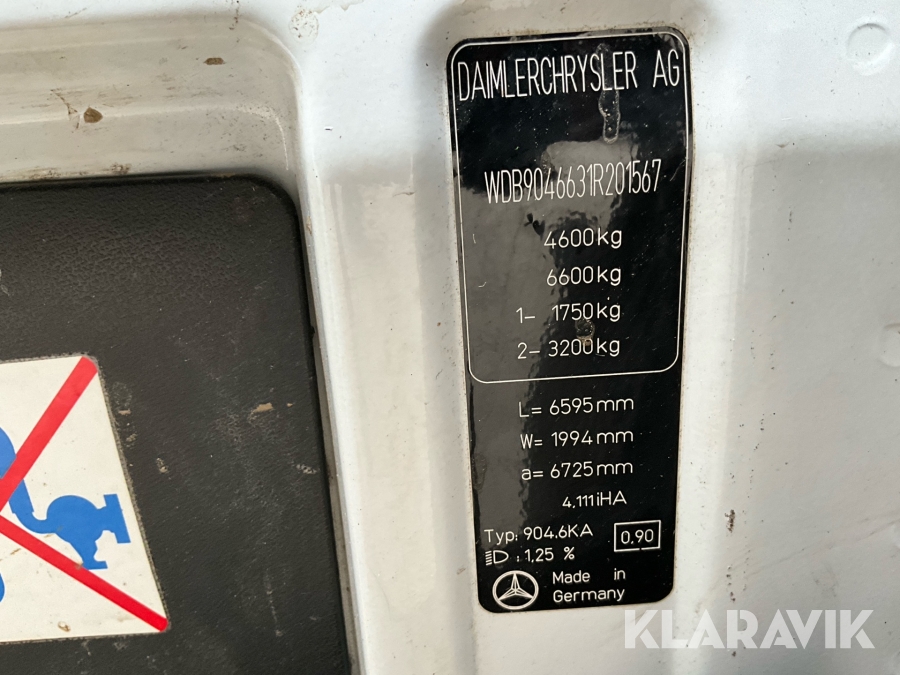 DAIMLERCHRYSLER AG
WDB9046631R201567
4600kg
6600kg
1- 1750kg
2- 3200kg
L= 6595mm
W= 1994mm
a= 6725mm
4.111iHA
Typ: 904.6KA 0,90
: 1,25 %
Made in
Germany
KLARAVIK